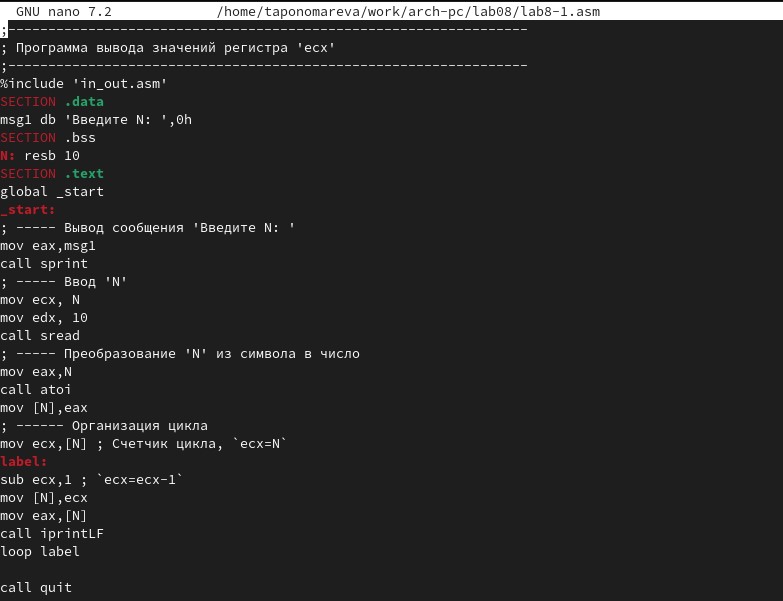 GNU nano 7.2 /home/taponomareva/work/arch-pc/lab08/lab8-1.asm
;-----------------------------------------------------------------
; Программа вывода значений регистра 'ecx'
;-----------------------------------------------------------------
%include 'in_out.asm'
SECTION .data
msg1 db 'Введите N: ',0h
SECTION .bss
N: resb 10
SECTION .text
global _start
_start:
; ----- Вывод сообщения 'Введите N: '
mov eax,msg1
call sprint
; ----- Ввод 'N'
mov ecx, N
mov edx, 10
call sread
; ----- Преобразование 'N' из символа в число
mov eax,N
call atoi
mov [N],eax
; ------ Организация цикла
mov ecx,[N] ; Счетчик цикла, `ecx=N`
label:
sub ecx,1 ; `ecx=ecx-1`
mov [N],ecx
mov eax,[N]
call iprintLF
loop label
call quit